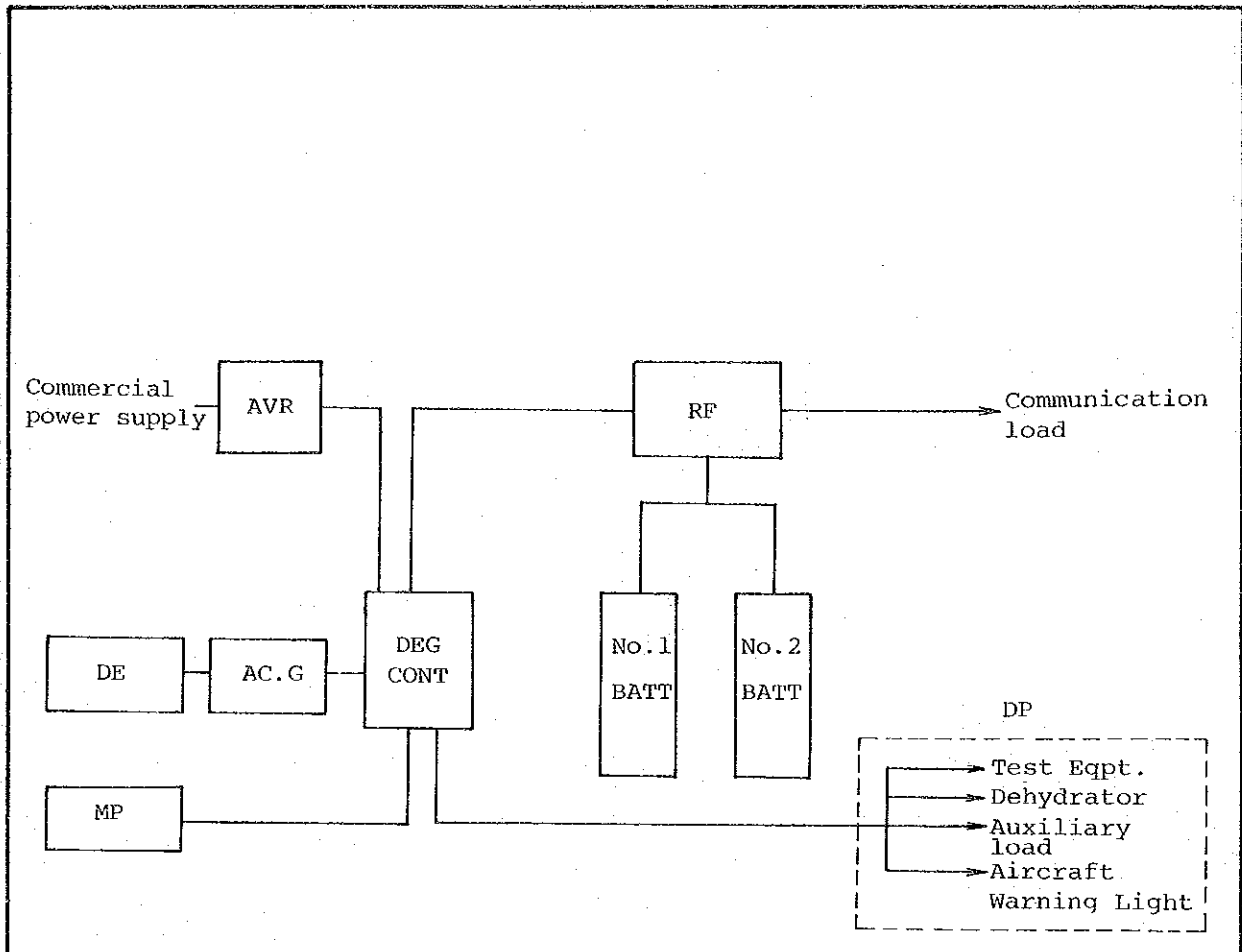 Commercial
power supply
AVR
RF
Communication
load
DE
AC.G
DEG
CONT
No.1
BATT
No.2
BATT
MP
DP
Test Eqpt.
Dehydrator
Auxiliary
load
Aircraft
Warning Light